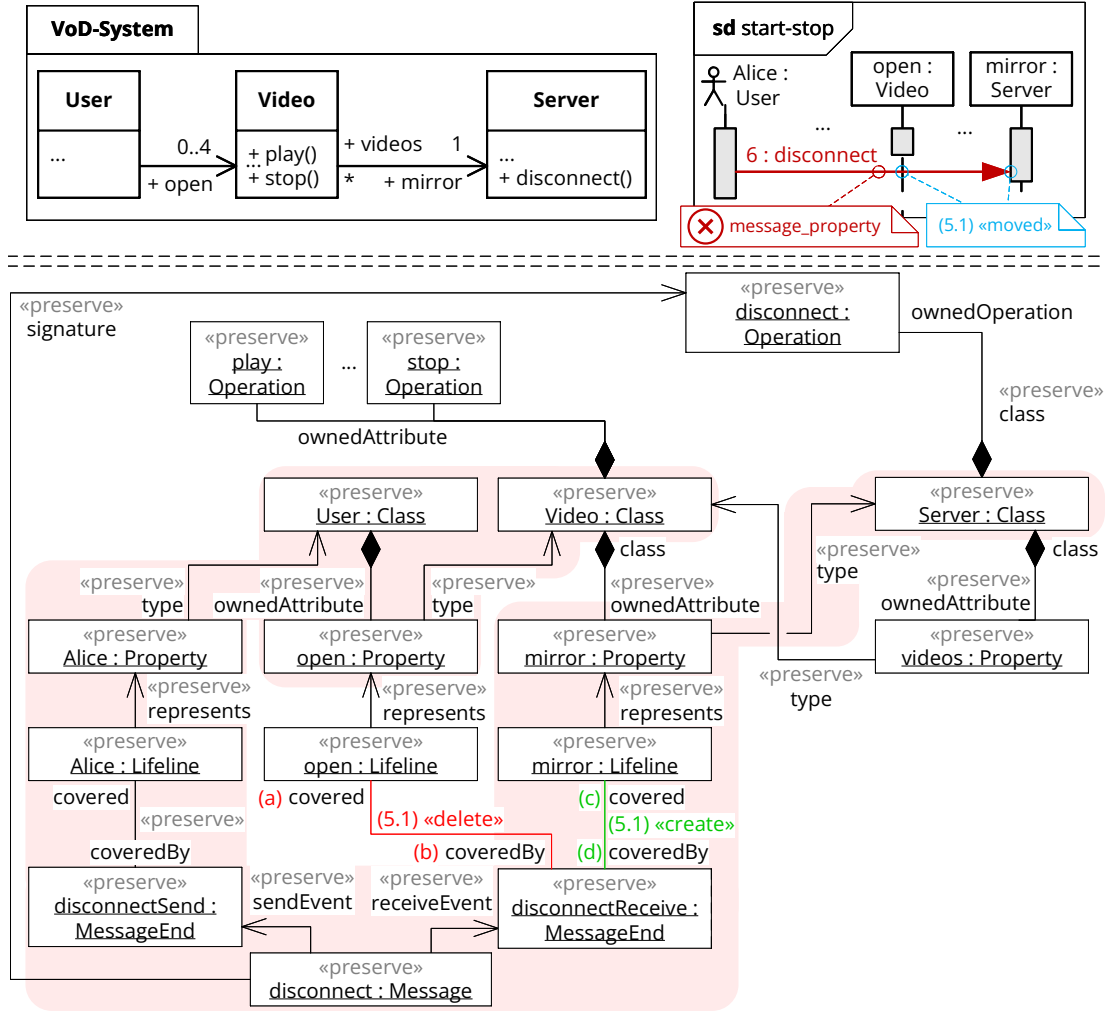 VoD-System
User
...
0..4
+ open
Video
...
+ play()
+ stop()
+ videos
*
1
+ mirror
Server
...
+ disconnect()
sd start-stop
Alice :
User
open :
Video
mirror :
Server
...
...
6 : disconnect
message_property
(5.1) «moved»
«preserve»
signature
«preserve»
disconnect :
Operation
ownedOperation
«preserve»
class
«preserve»
play :
Operation
...
«preserve»
stop :
Operation
ownedAttribute
«preserve»
User : Class
«preserve»
Video : Class
«preserve»
Server : Class
class
class
«preserve»
type
«preserve»
ownedAttribute
«preserve»
type
«preserve»
ownedAttribute
«preserve»
type
«preserve»
ownedAttribute
«preserve»
Alice : Property
«preserve»
open : Property
«preserve»
mirror : Property
«preserve»
videos : Property
«preserve»
type
«preserve»
represents
«preserve»
represents
«preserve»
represents
«preserve»
Alice : Lifeline
«preserve»
open : Lifeline
«preserve»
mirror : Lifeline
covered
«preserve»
coveredBy
(a) covered
(5.1) «delete»
(b) coveredBy
(c) covered
(5.1) «create»
(d) coveredBy
«preserve»
disconnectSend :
MessageEnd
«preserve»
sendEvent
«preserve»
receiveEvent
«preserve»
disconnectReceive :
MessageEnd
«preserve»
disconnect : Message